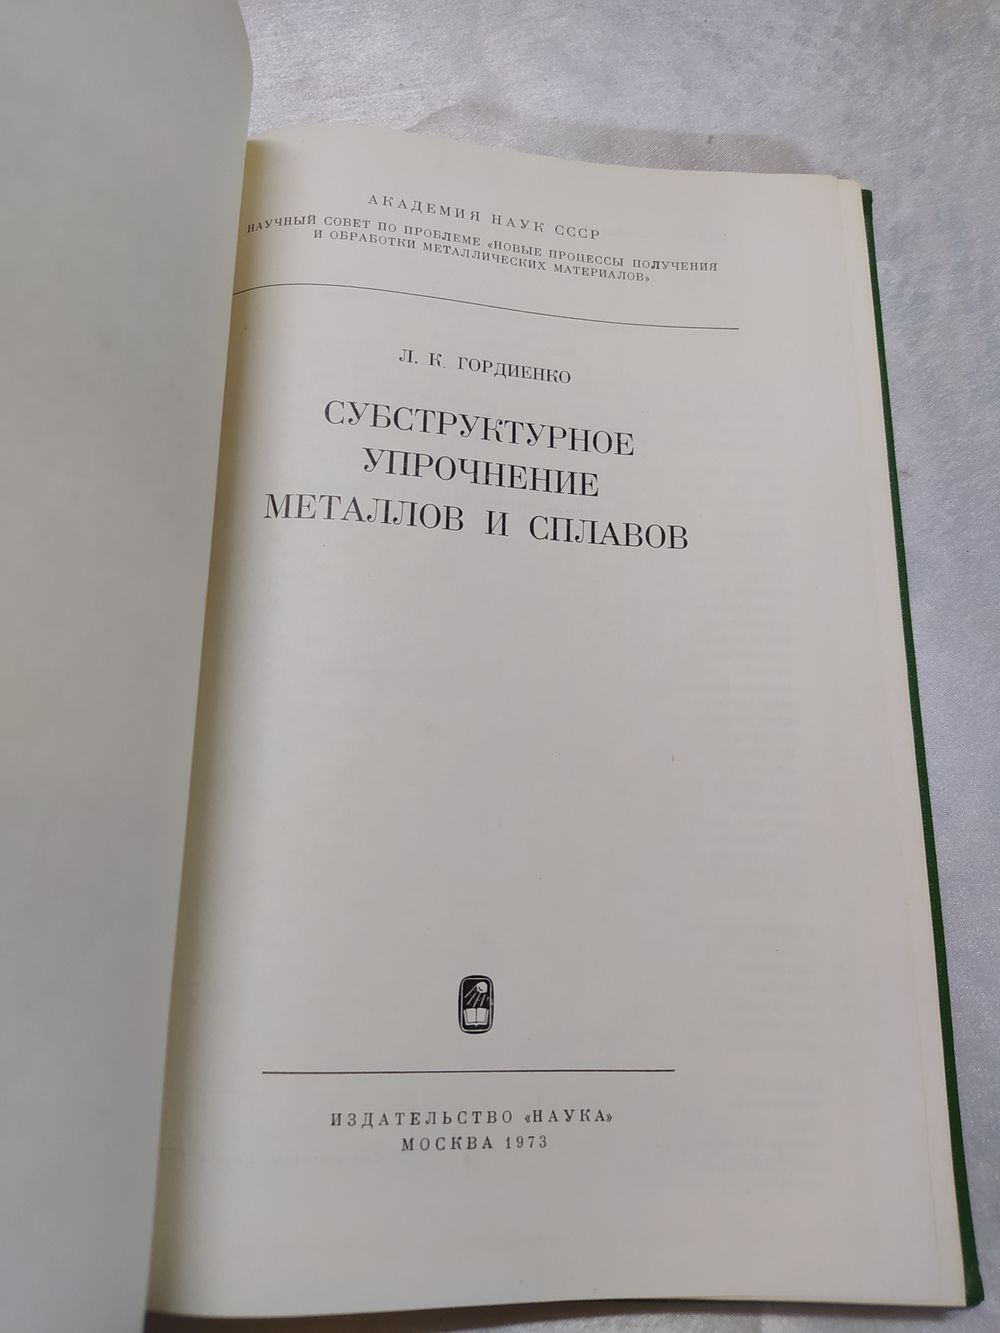 АКАДЕМИЯ НАУК СССР
НАУЧНЫЙ СОВЕТ ПО ПРОБЛЕМЕ «НОВЫЕ ПРОЦЕССЫ ПОЛУЧЕНИЯ
И ОБРАБОТКИ МЕТАЛЛИЧЕСКИХ МАТЕРИАЛОВ»
Л. К. ГОРДИЕНКО
СУБСТРУКТУРНОЕ
УПРОЧНЕНИЕ
МЕТАЛЛОВ И СПЛАВОВ
ИЗДАТЕЛЬСТВО «НАУКА»
МОСКВА 1973